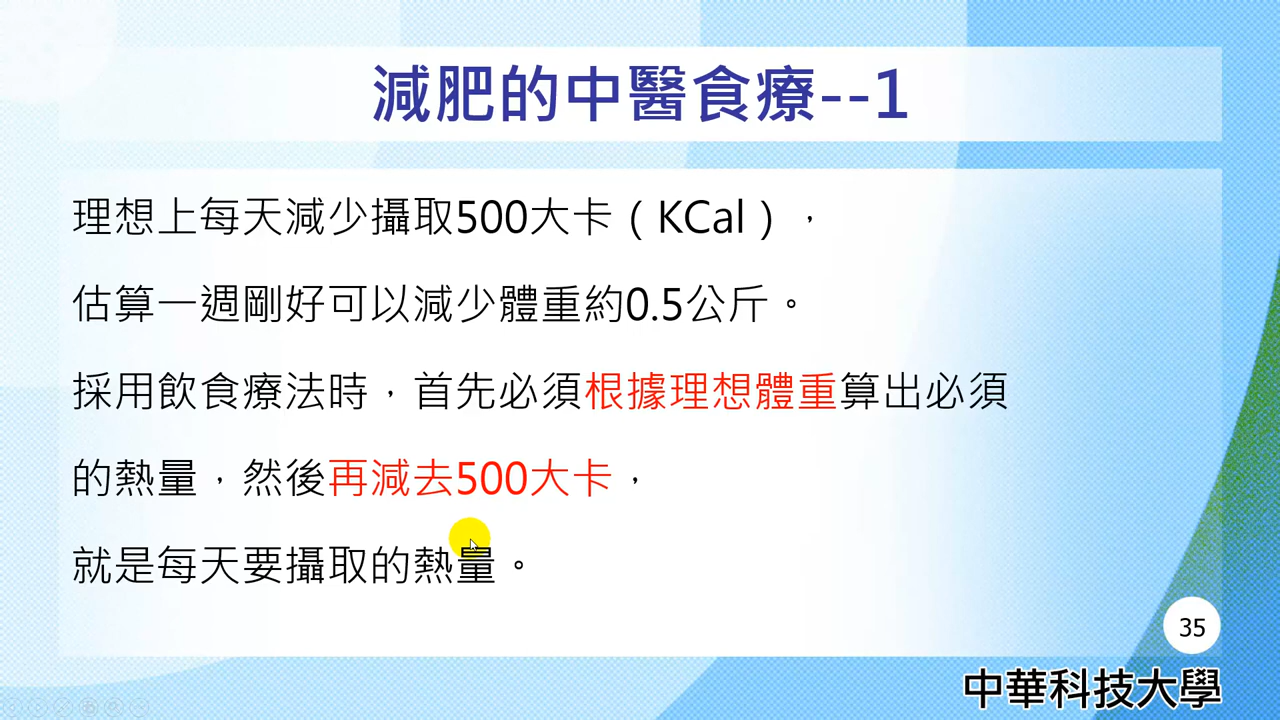 減肥的中醫食療--1
理想上每天減少攝取500大卡（KCal），
估算一週剛好可以減少體重約0.5公斤。
採用飲食療法時，首先必須根據理想體重算出必須
的熱量，然後再減去500大卡，
就是每天要攝取的熱量。
35
中華科技大學